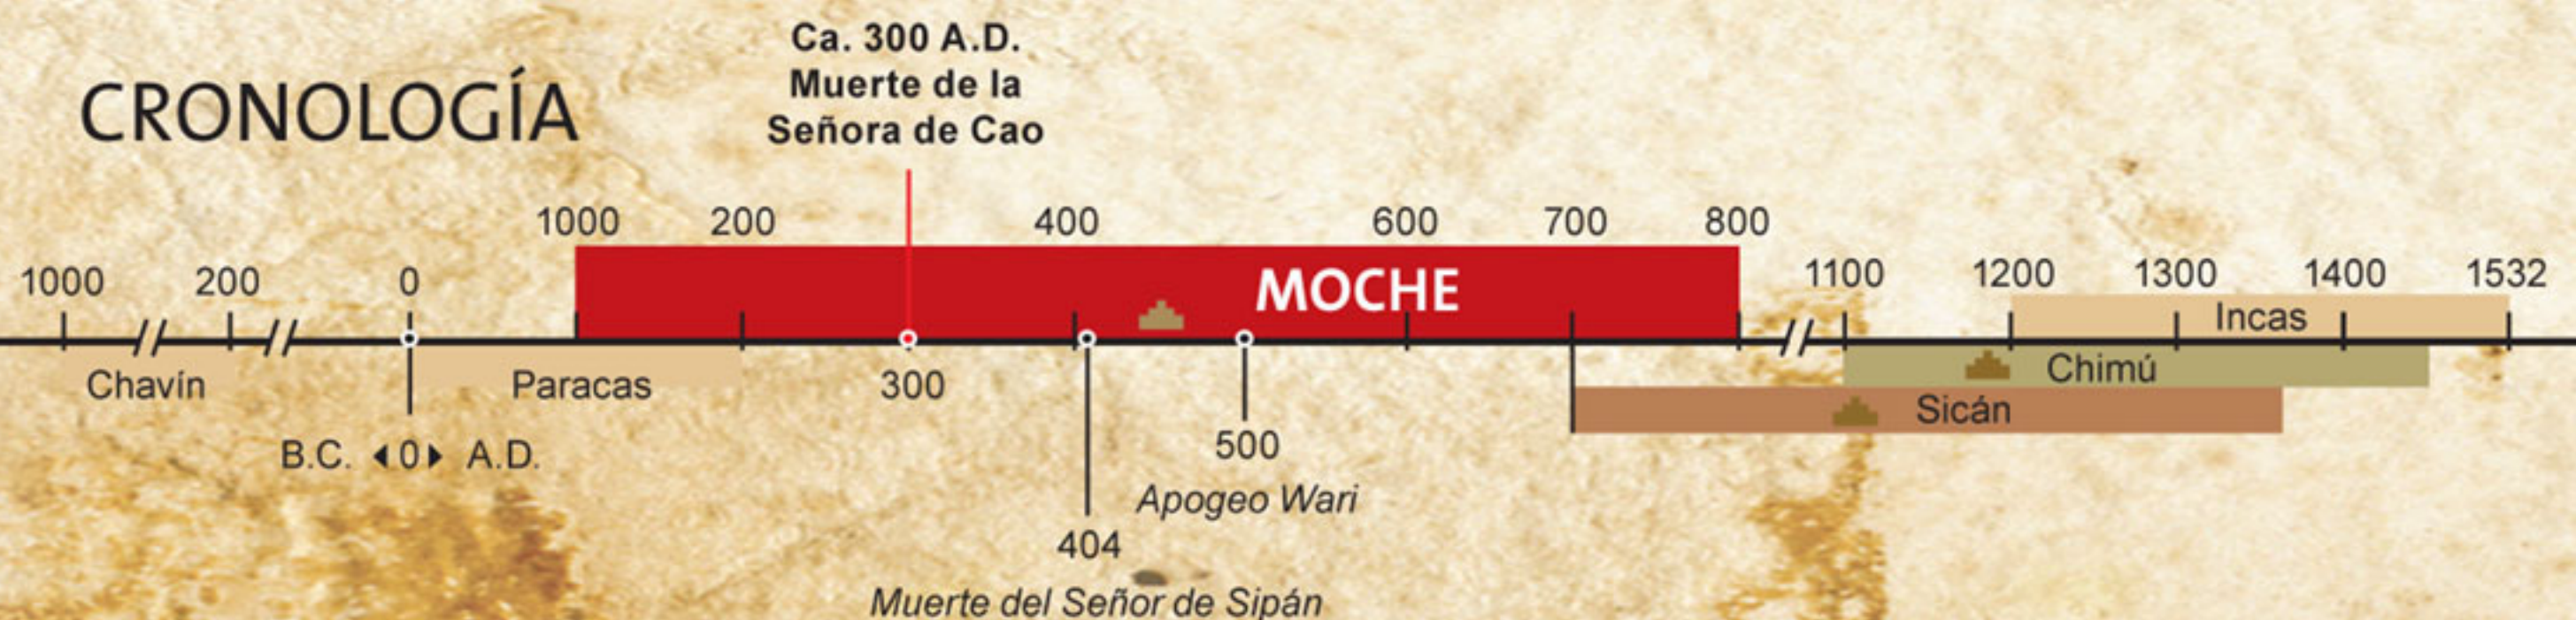 CRONOLOGÍA
Ca. 300 A.D.
Muerte de la
Señora de Cao
1000 200 400 600 700 800
1000 200 0 MOCHE 1100 1200 1300 1400 1532
Incas
Chavín Paracas 300 Chimú
Sicán
B.C. ◀0▶ A.D. 500
Apogeo Wari
404
Muerte del Señor de Sipán